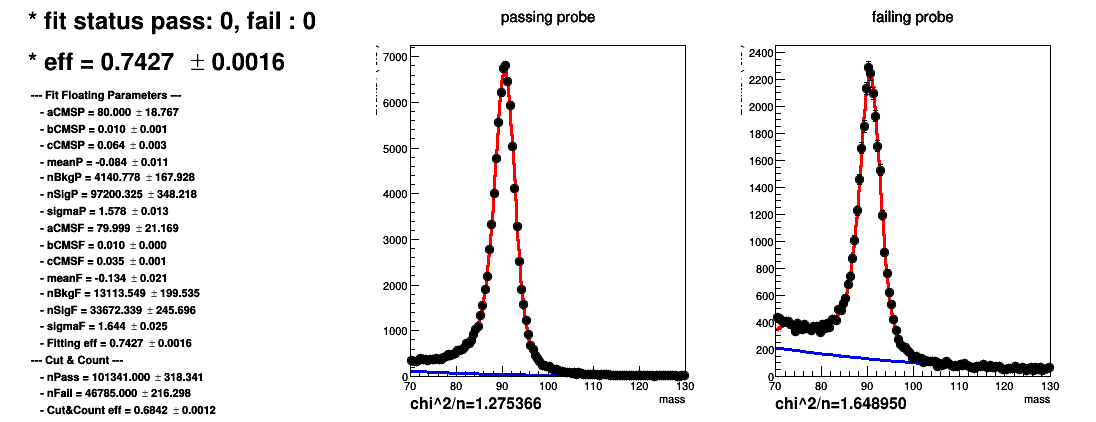 * fit status pass: 0, fail : 0
* eff = 0.7427 ± 0.0016
--- Fit Floating Parameters ---
- aCMSP = 80.000 ± 18.767
- bCMSP = 0.010 ± 0.001
- cCMSP = 0.064 ± 0.003
- meanP = -0.084 ± 0.011
- nBkgP = 4140.778 ± 167.928
- nSigP = 97200.325 ± 348.218
- sigmaP = 1.578 ± 0.013
- aCMSF = 79.999 ± 21.169
- bCMSF = 0.010 ± 0.000
- cCMSF = 0.035 ± 0.001
- meanF = -0.134 ± 0.021
- nBkgF = 13113.549 ± 199.535
- nSigF = 33672.339 ± 245.696
- sigmaF = 1.644 ± 0.025
- Fitting eff = 0.7427 ± 0.0016
--- Cut & Count ---
- nPass = 101341.000 ± 318.341
- nFail = 46785.000 ± 216.298
- Cut&Count eff = 0.6842 ± 0.0012
passing probe
7000
6000
5000
4000
3000
2000
1000
0
70 80 90 100 110 120 130
mass
chi^2/n=1.275366
failing probe
2400
2200
2000
1800
1600
1400
1200
1000
800
600
400
200
0
70 80 90 100 110 120 130
mass
chi^2/n=1.648950